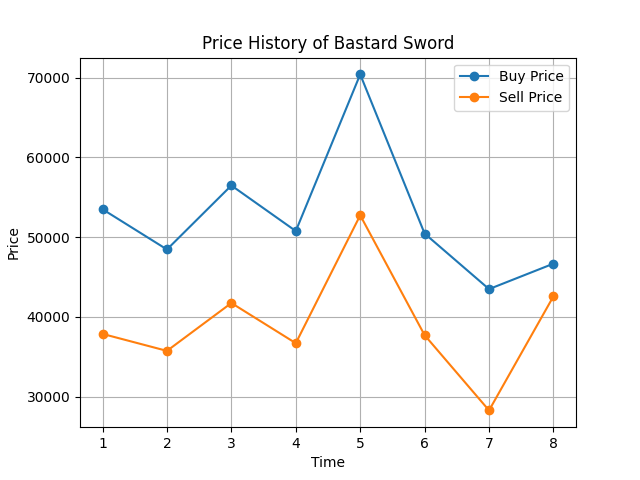 Price History of Bastard Sword
Buy Price
Sell Price
70000
60000
50000
40000
30000
Price
1 2 3 4 5 6 7 8
Time